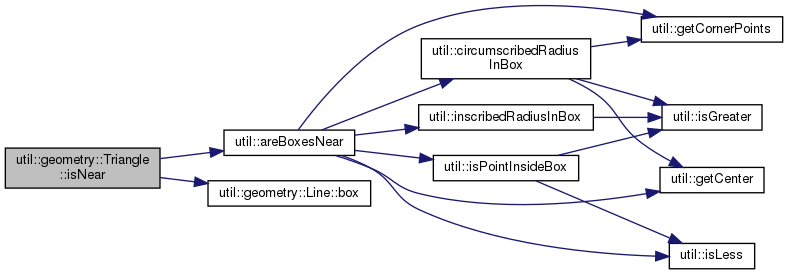 util::geometry::Triangle
::isNear
util::areBoxesNear
util::geometry::Line::box
util::circumscribedRadius
InBox
util::inscribedRadiusInBox
util::isPointInsideBox
util::getCornerPoints
util::isGreater
util::getCenter
util::isLess